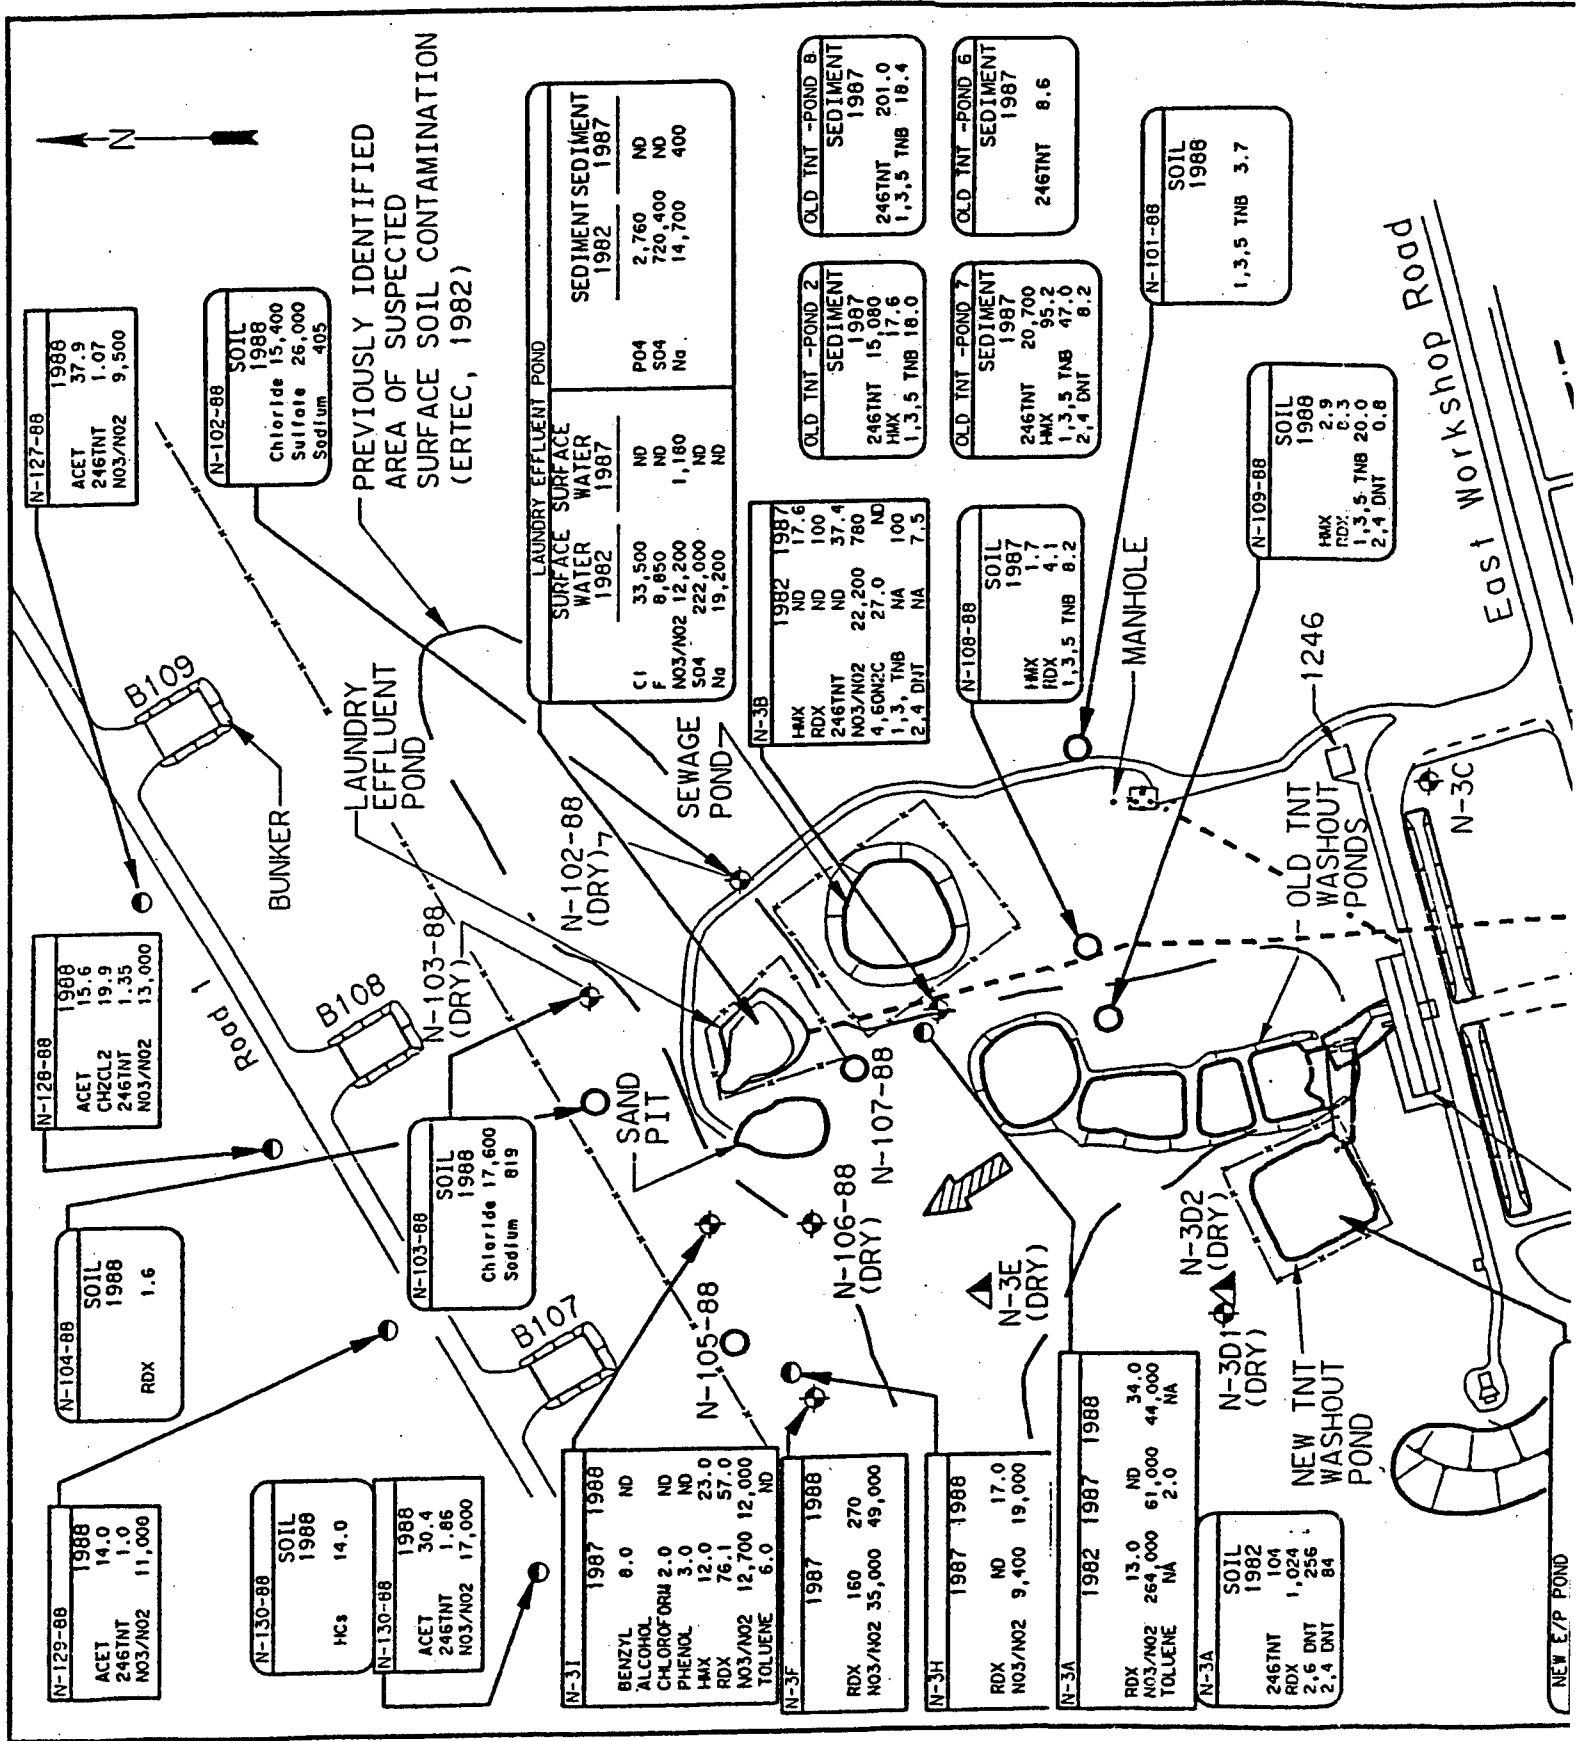 N-129-88
1988
ACET 14.0
246TNT 1.0
NO3/NO2 11,000
N-104-88
SOIL
1988
RDX 1.6
N-128-88
1988
ACET 15.6
CH2CL2 19.9
246TNT 1.35
NO3/NO2 13,000
N-127-88
1988
ACET 37.9
246TNT 1.07
NO3/NO2 9,500
N
N-130-88
SOIL
1988
HCs 14.0
N-130-88
1988
ACET 30.4
246TNT 1.86
NO3/NO2 17,000
N-102-88
SOIL
1988
Chloride 15,400
Sulfate 26,000
Sodium 405
PREVIOUSLY IDENTIFIED
AREA OF SUSPECTED
SURFACE SOIL CONTAMINATION
(ERTEC, 1982)
Road 1
B109
B108
B107
BUNKER
LAUNDRY
EFFLUENT
POND
N-103-88
SOIL
1988
Chloride 17,600
Sodium 819
N-103-88
(DRY)
N-102-88
(DRY)
LAUNDRY EFFLUENT POND
SURFACE WATER 1982 SURFACE WATER 1987
Cl 33,500 ND
F 8,850 ND
NO3/NO2 12,200 1,160
SO4 222,000 ND
Na 19,200 ND
SEDIMENT 1982 SEDIMENT 1987
PO4 2,760 ND
SO4 720,400 ND
Na 14,700 400
N-3I
1987 1988
BENZYL 8.0 ND
ALCOHOL
CHLOROFORM 2.0 ND
PHENOL 3.0 ND
HMX 12.0 23.0
RDX 76.1 57.0
NO3/NO2 12,700 12,000
TOLUENE 6.0 ND
SAND
PIT
SEWAGE
POND
N-105-88
N-106-88
(DRY)
N-107-88
N-3B
1982 1987
HMX ND 17.6
RDX ND 100
246TNT ND 37.4
NO3/NO2 22,200 780
4,6DN2C 27.0 ND
1,3, TNB NA 100
2,4 DNT NA 7.5
OLD TNT -POND 2
SEDIMENT
1987
246TNT 15,080
HMX 17.6
1,3,5 TNB 18.0
OLD TNT -POND 8
SEDIMENT
1987
246TNT 201.0
1,3,5 TNB 18.4
N-3F
1987 1988
RDX 160 270
NO3/NO2 35,000 49,000
N-3H
1987 1988
RDX ND 17.0
NO3/NO2 9,400 19,000
N-3E
(DRY)
N-108-88
SOIL
1987
HMX 1.7
RDX 4.1
1,3,5 TNB 8.2
OLD TNT -POND 7
SEDIMENT
1987
246TNT 20,700
HMX 95.2
1,3,5 TNB 47.0
2,4 DNT 8.2
OLD TNT -POND 6
SEDIMENT
1987
246TNT 8.6
N-3A
1982 1987 1988
RDX 13.0 ND 34.0
NO3/NO2 264,000 61,000 44,000
TOLUENE NA 2.0 NA
MANHOLE
N-101-88
SOIL
1988
1,3,5 TNB 3.7
N-3A
SOIL
1982
246TNT 104
RDX 1,024
2,6 DNT 256
2,4 DNT 84
N-3D1
(DRY)
N-3D2
(DRY)
NEW TNT
WASHOUT
POND
OLD TNT
WASHOUT
PONDS
1246
N-109-88
SOIL
1988
HMX 2.9
RDX
1,3,5 TNB 20.0
2,4 DNT 0.8
N-3C
East Workshop Road
NEW E/P POND